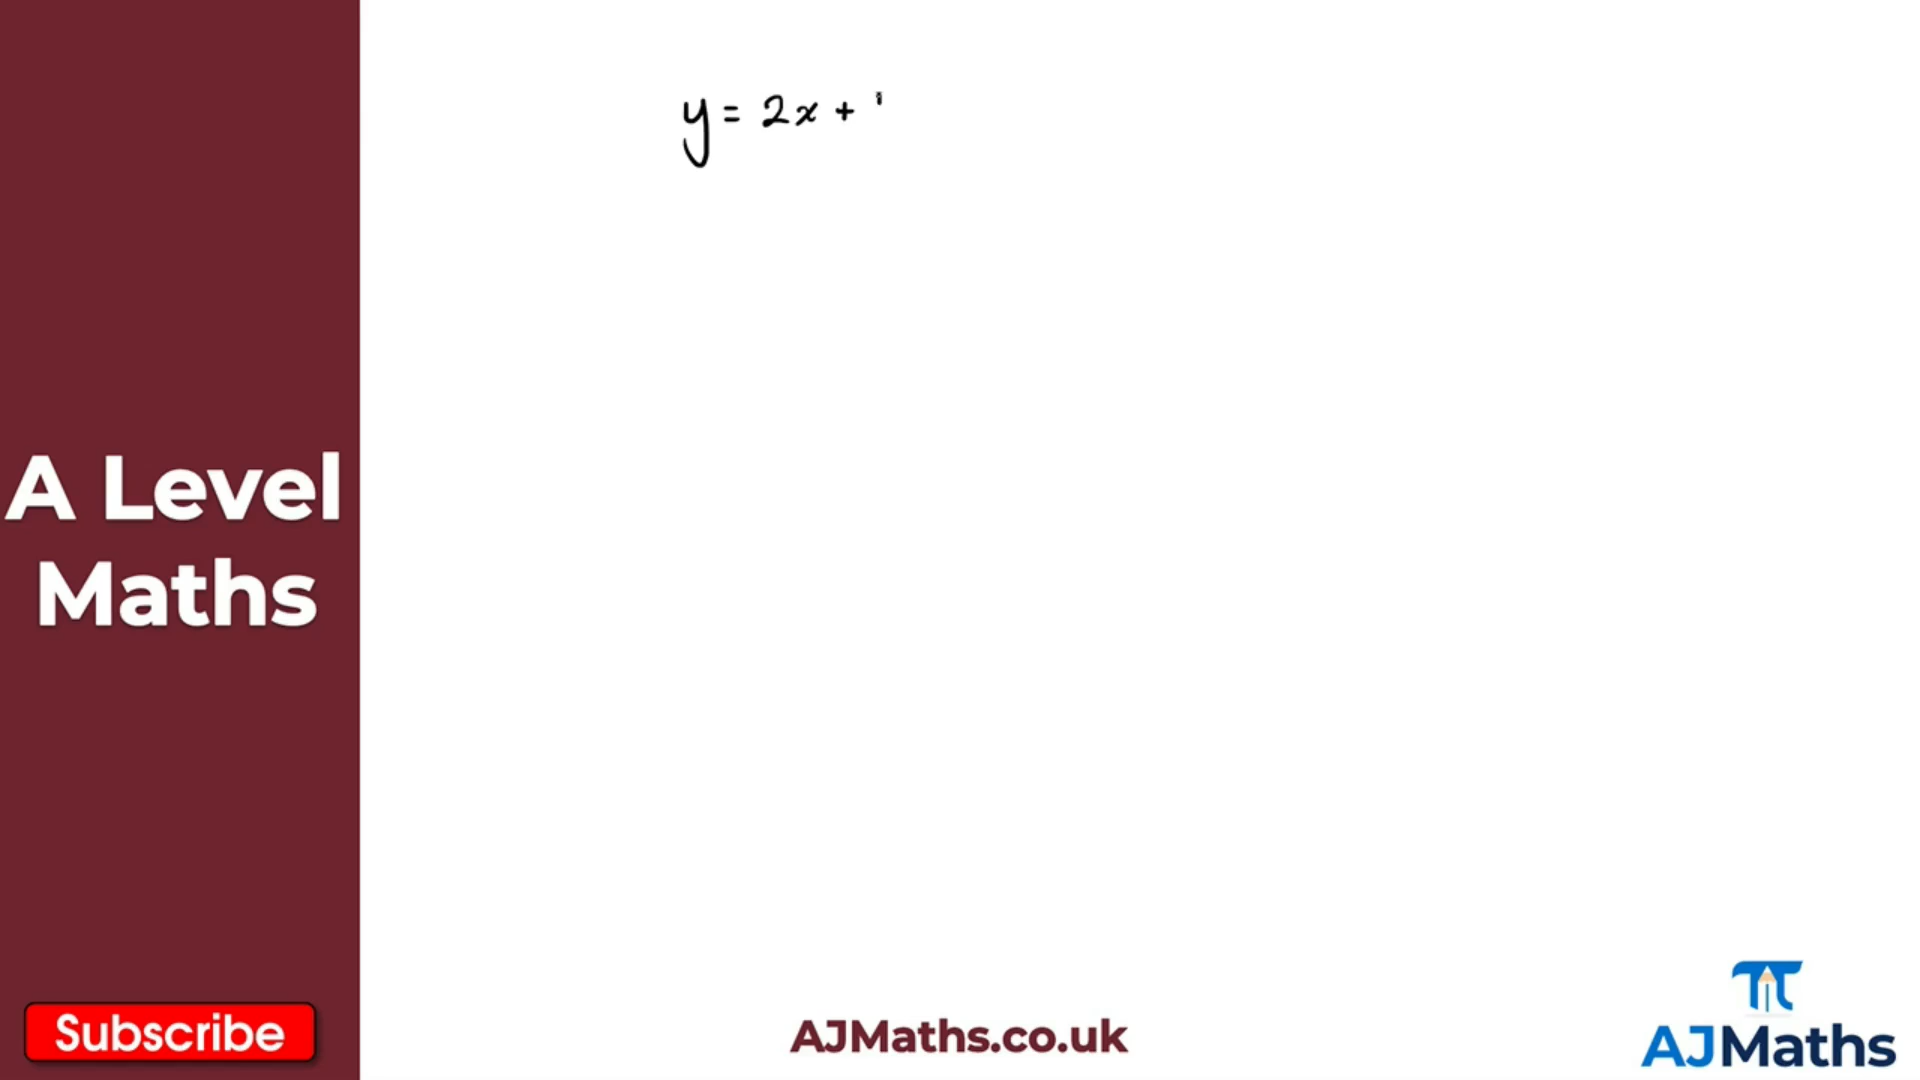 y = 2x +
A Level
Maths
Subscribe
AJMaths.co.uk
AJMaths